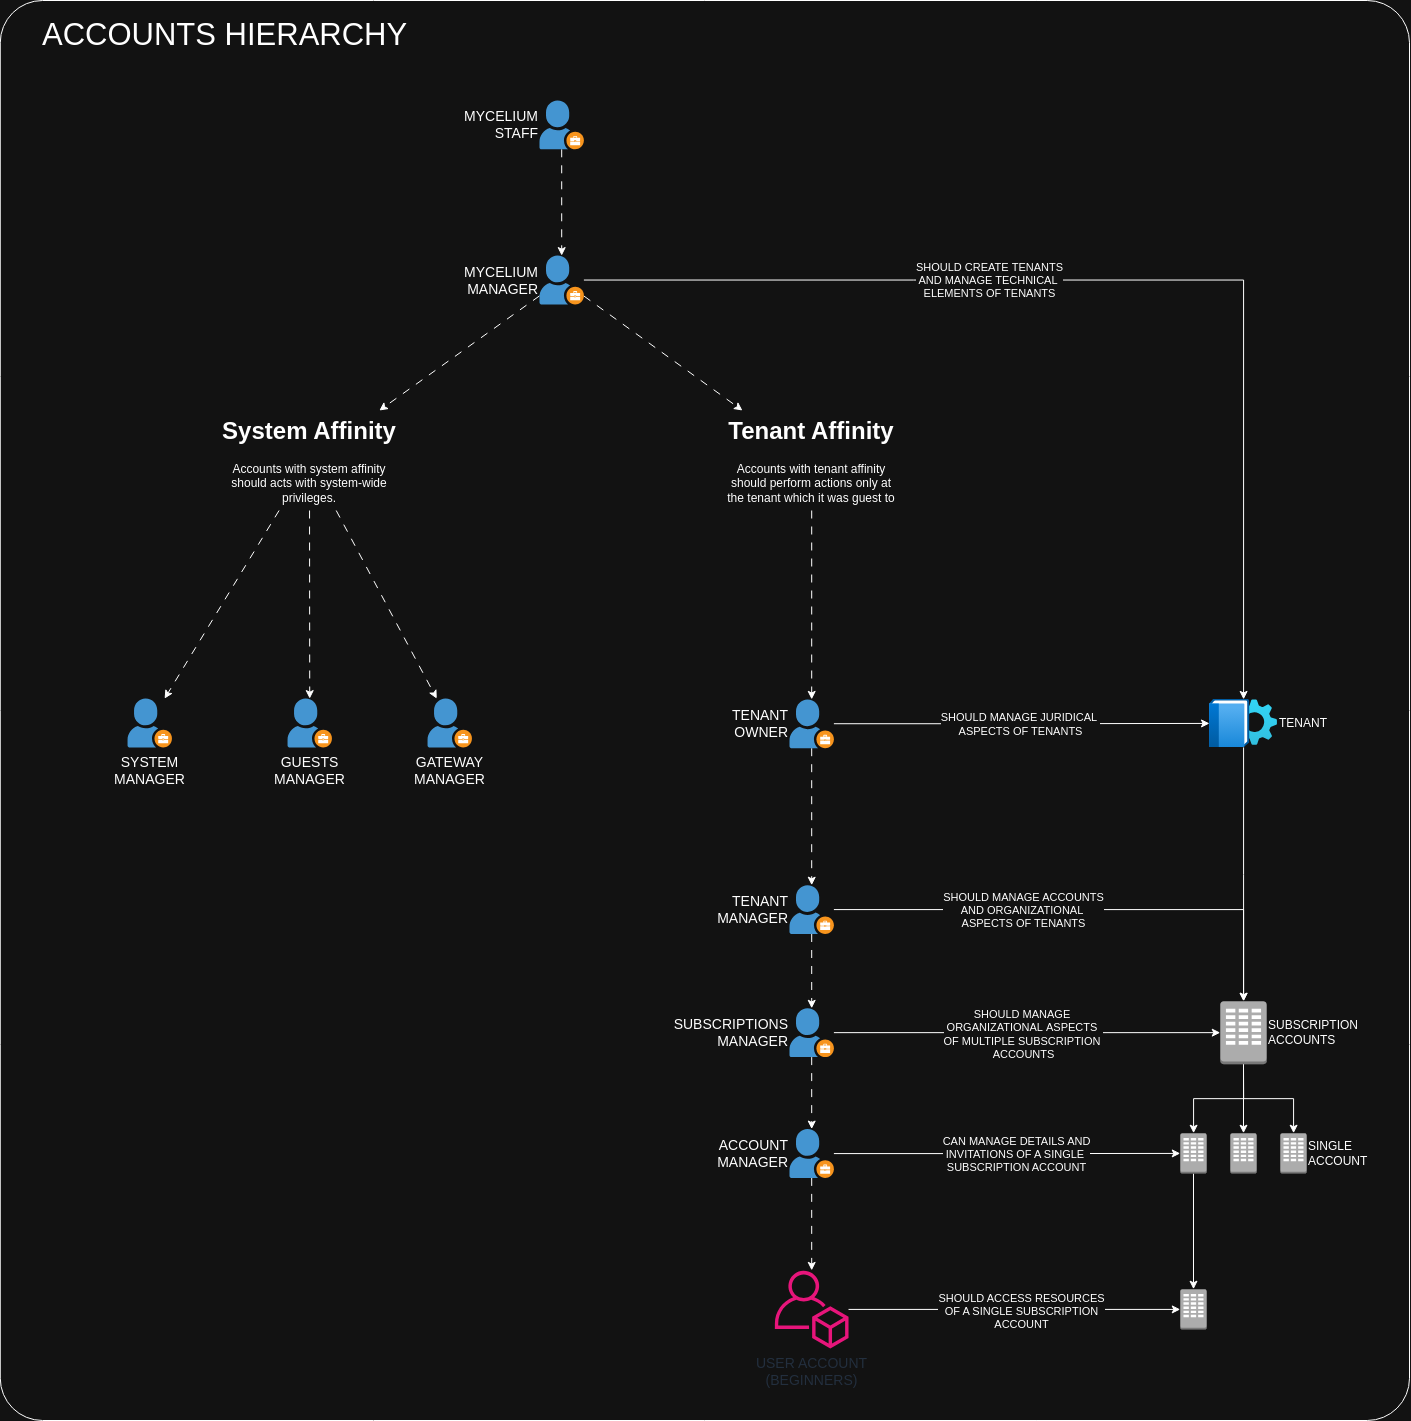 ACCOUNTS HIERARCHY
MYCELIUM
STAFF
MYCELIUM
MANAGER
SHOULD CREATE TENANTS
AND MANAGE TECHNICAL
ELEMENTS OF TENANTS
System Affinity
Accounts with system affinity
should acts with system-wide
privileges.
Tenant Affinity
Accounts with tenant affinity
should perform actions only at
the tenant which it was guest to
SYSTEM
MANAGER
GUESTS
MANAGER
GATEWAY
MANAGER
TENANT
OWNER
SHOULD MANAGE JURIDICAL
ASPECTS OF TENANTS
TENANT
TENANT
MANAGER
SHOULD MANAGE ACCOUNTS
AND ORGANIZATIONAL
ASPECTS OF TENANTS
SUBSCRIPTIONS
MANAGER
SHOULD MANAGE
ORGANIZATIONAL ASPECTS
OF MULTIPLE SUBSCRIPTION
ACCOUNTS
SUBSCRIPTION
ACCOUNTS
ACCOUNT
MANAGER
CAN MANAGE DETAILS AND
INVITATIONS OF A SINGLE
SUBSCRIPTION ACCOUNT
SINGLE
ACCOUNT
SHOULD ACCESS RESOURCES
OF A SINGLE SUBSCRIPTION
ACCOUNT
USER ACCOUNT
(BEGINNERS)